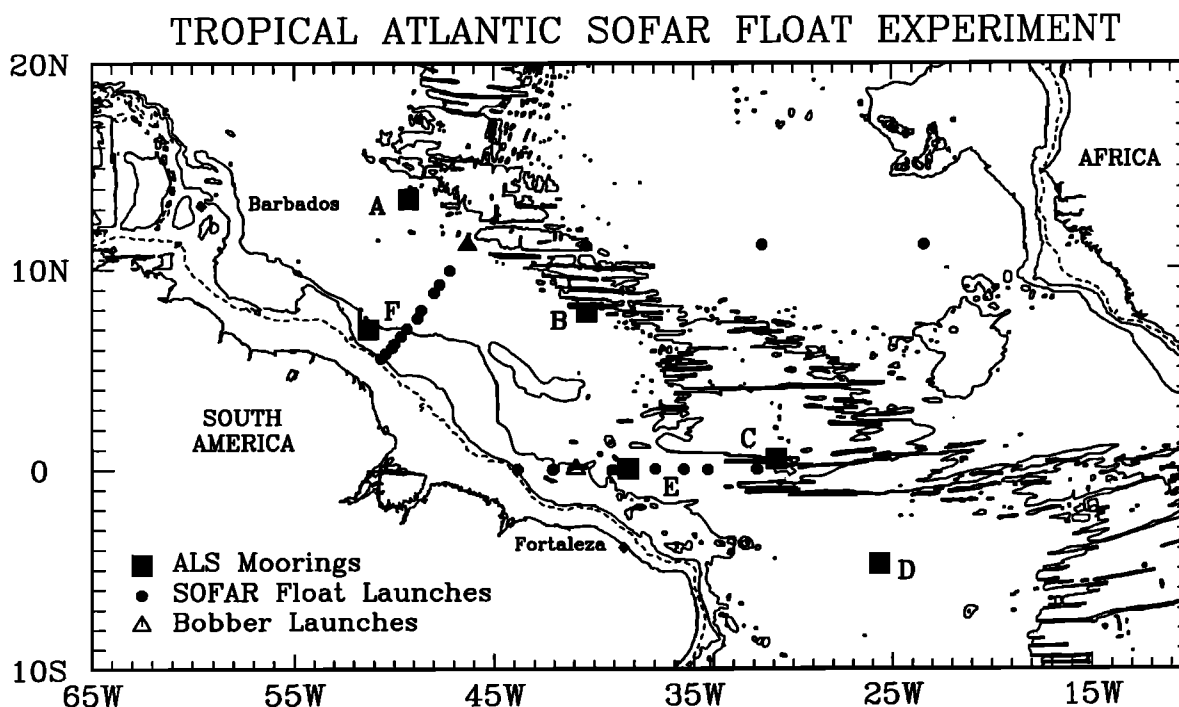 TROPICAL ATLANTIC SOFAR FLOAT EXPERIMENT
20N
AFRICA
Barbados
A
10N
F
B
SOUTH
AMERICA
C
0
E
Fortaleza
D
ALS Moorings
SOFAR Float Launches
Bobber Launches
10S
65W
55W
45W
35W
25W
15W